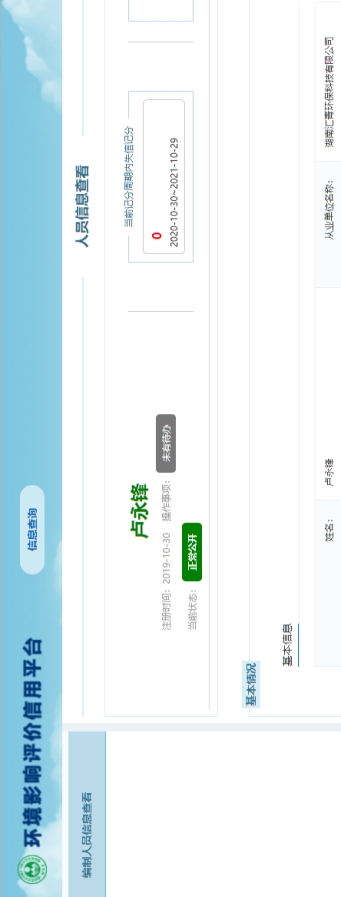 环境影响评价信用平台
信息查询
编制人员信息查看
人员信息查看
卢永锋
注册时间：2019-10-30 操作事项：未有待办
当前状态：正常公开
当前记分周期内失信记分
0
2020-10-30~2021-10-29
基本情况
基本信息
姓名： 卢永锋 从业单位名称： 湖南汇青环保科技有限公司